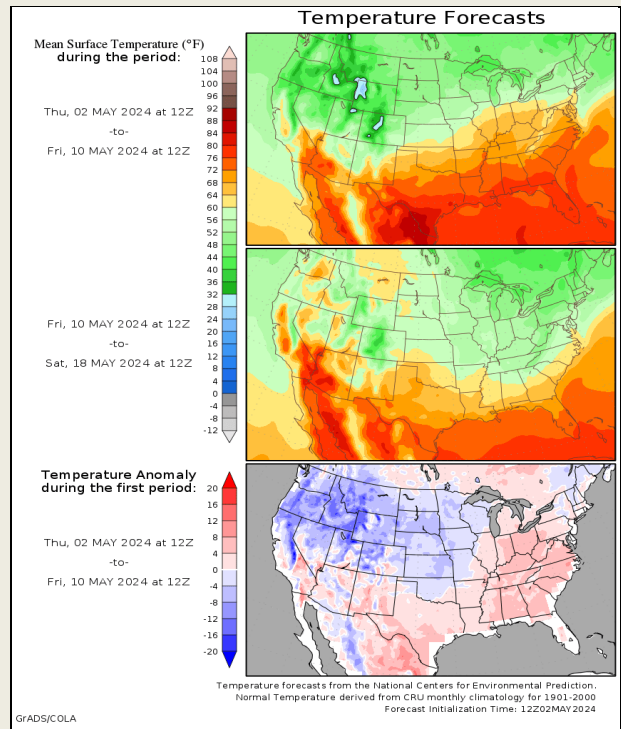 Temperature Forecasts
Mean Surface Temperature (°F)
during the period:
108
104
100
96
92
88
84
80
76
72
68
64
60
56
52
48
44
40
36
32
28
24
20
16
12
8
4
0
-4
-8
-12
Thu, 02 MAY 2024 at 12Z
-to-
Fri, 10 MAY 2024 at 12Z
Fri, 10 MAY 2024 at 12Z
-to-
Sat, 18 MAY 2024 at 12Z
Temperature Anomaly
during the first period:
20
16
12
8
4
0
-4
-8
-12
-16
-20
Thu, 02 MAY 2024 at 12Z
-to-
Fri, 10 MAY 2024 at 12Z
Temperature forecasts from the National Centers for Environmental Prediction.
Normal Temperature derived from CRU monthly climatology for 1901-2000
Forecast Initialization Time: 12Z02MAY2024
GrADS/COLA